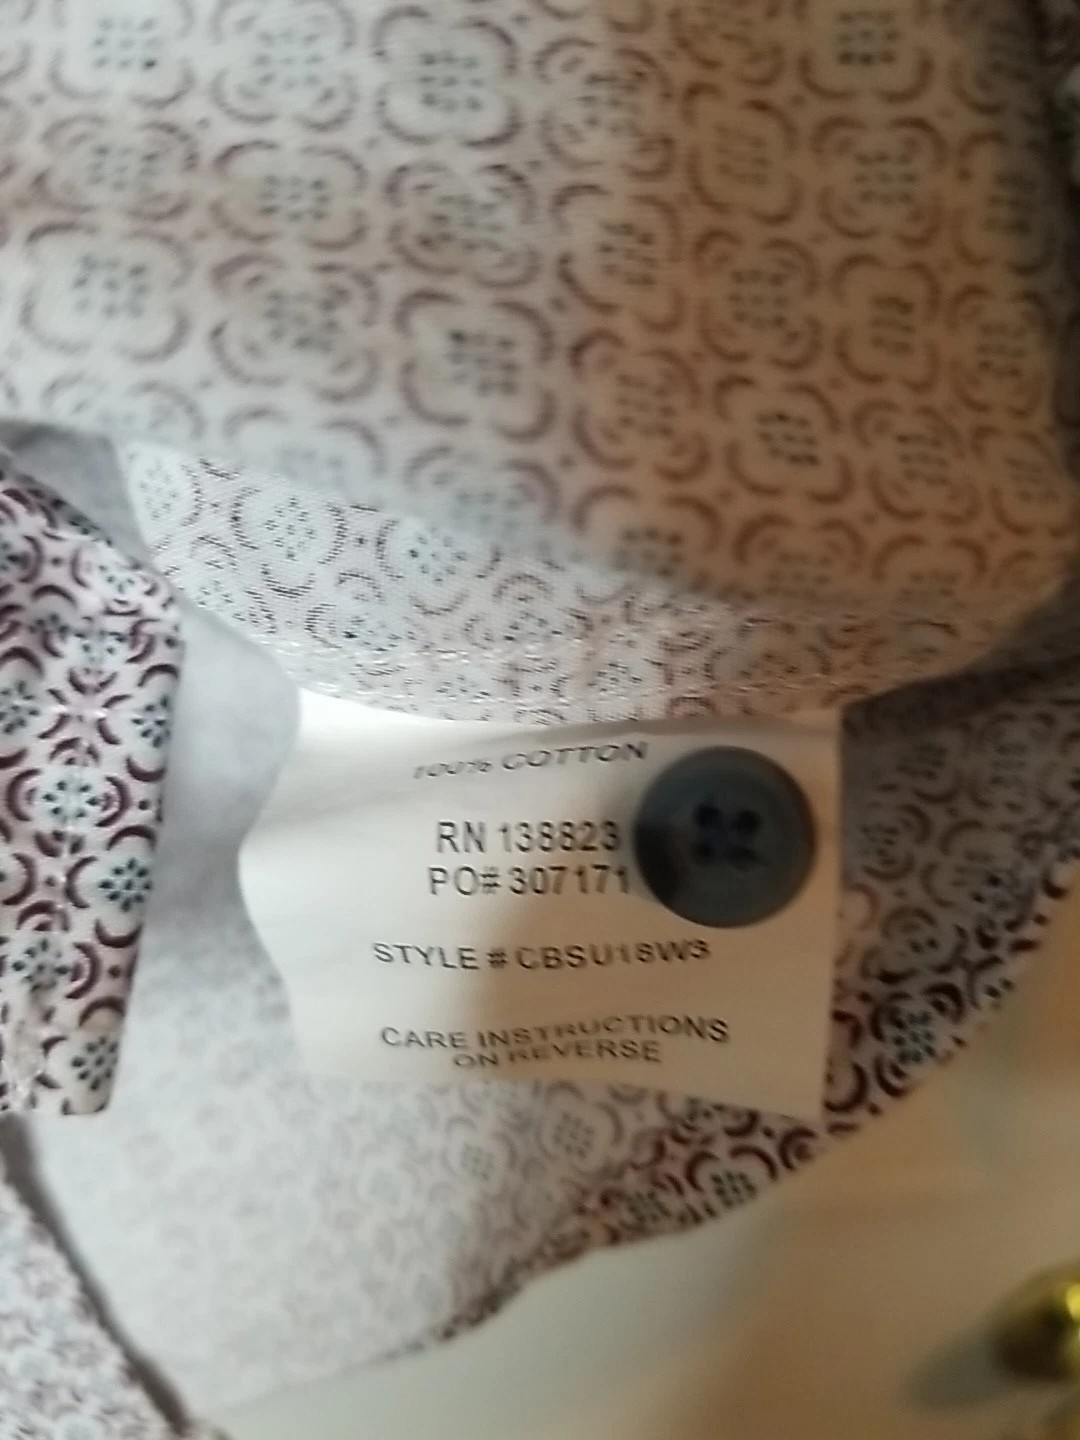 100% COTTON
RN 138823
PO# 307171
STYLE # CBSU18W3
CARE INSTRUCTIONS
ON REVERSE